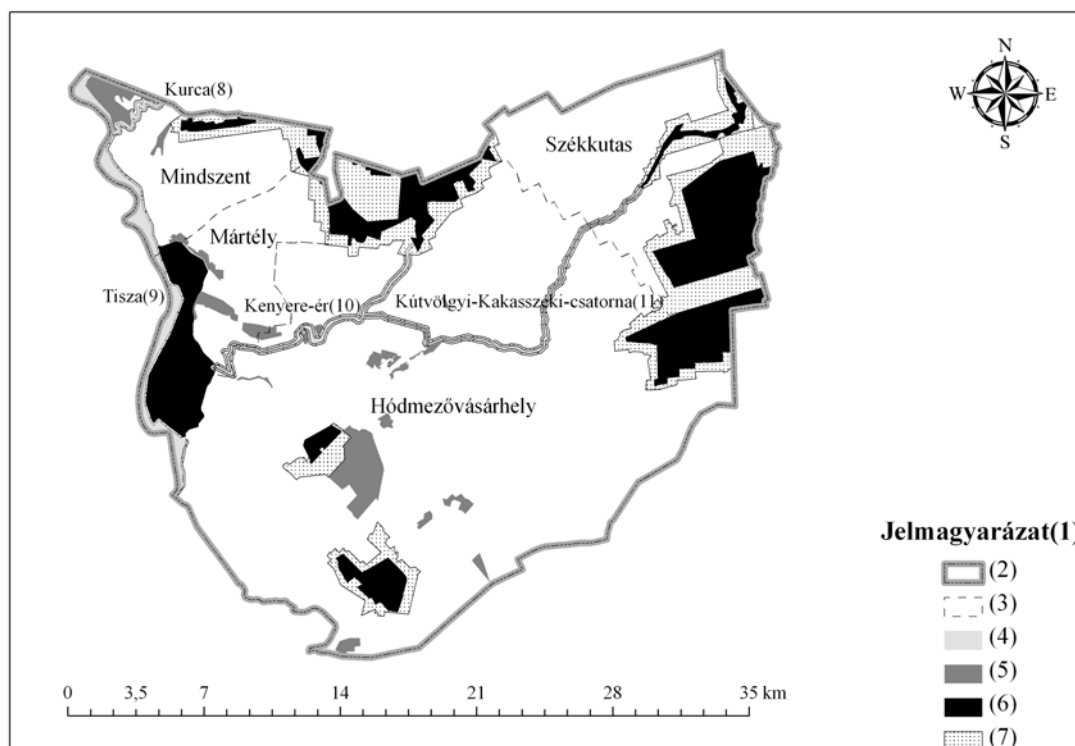 N
W E
S
Kurca(8)
Székkutas
Mindszent
Mártély
Tisza(9)
Kenyere-ér(10)
Kútvölgyi-Kakasszéki-csatorna(11)
Hódmezővásárhely
Jelmagyarázat(1)
(2)
(3)
(4)
(5)
(6)
(7)
0 3,5 7 14 21 28 35 km